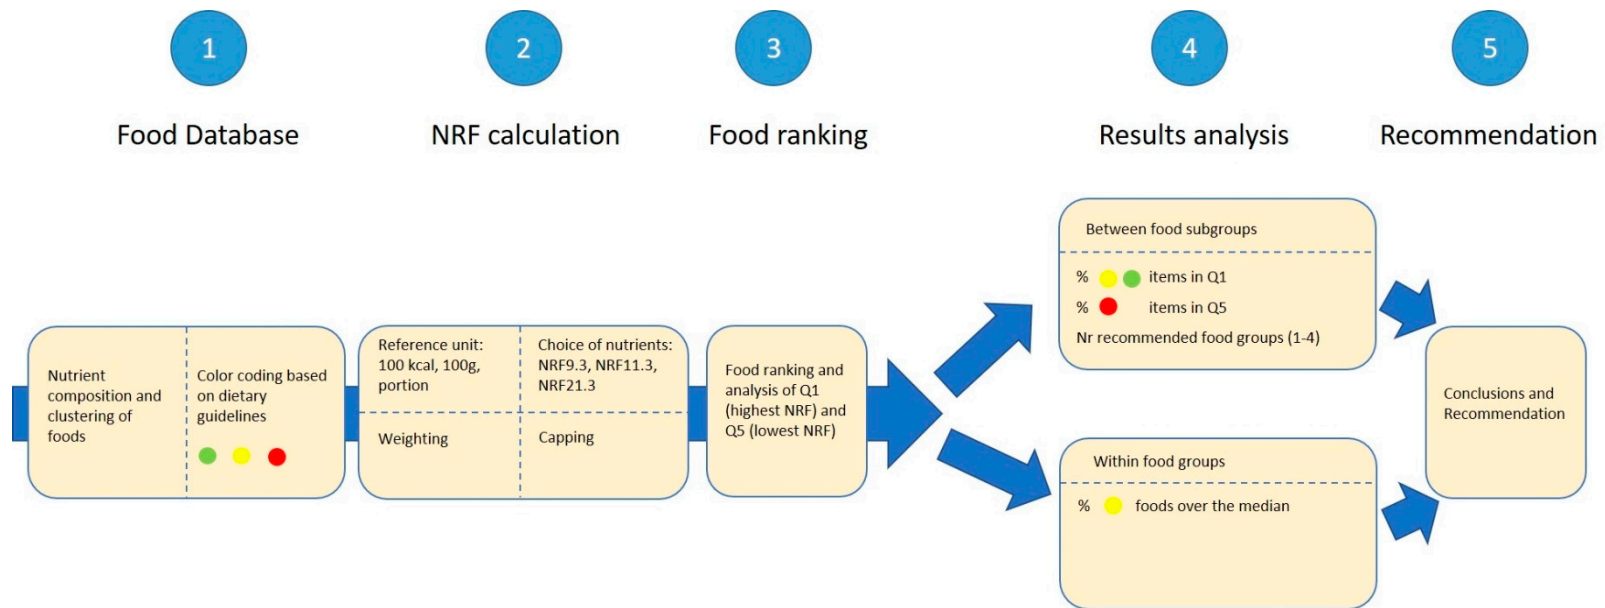 1
2
3
4
5
Food Database
NRF calculation
Food ranking
Results analysis
Recommendation
Nutrient
composition and
clustering of
foods
Color coding based
on dietary
guidelines
Reference unit:
100 kcal, 100g,
portion
Choice of nutrients:
NRF9.3, NRF11.3,
NRF21.3
Weighting
Capping
Food ranking and
analysis of Q1
(highest NRF) and
Q5 (lowest NRF)
Between food subgroups
% items in Q1
% items in Q5
Nr recommended food groups (1-4)
Within food groups
% foods over the median
Conclusions and
Recommendation